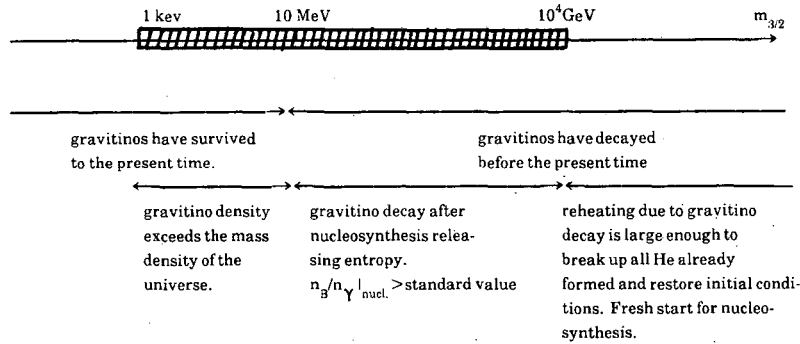 1 kev 10 MeV 10⁴GeV m₃/₂
gravitinos have survived
to the present time.
gravitinos have decayed
before the present time
gravitino density
exceeds the mass
density of the
universe.
gravitino decay after
nucleosynthesis relea-
sing entropy.
n_B/n_γ|nucl. > standard value
reheating due to gravitino
decay is large enough to
break up all He already
formed and restore initial condi-
tions. Fresh start for nucleo-
synthesis.